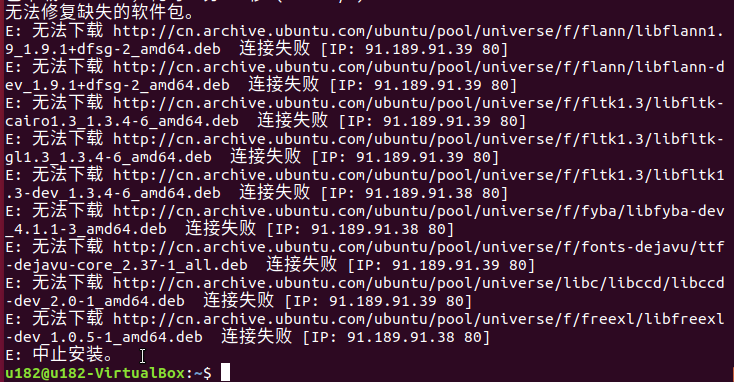 无法修复缺失的软件包。
E: 无法下载 http://cn.archive.ubuntu.com/ubuntu/pool/universe/f/flann/libflann1.
9_1.9.1+dfsg-2_amd64.deb  连接失败 [IP: 91.189.91.39 80]
E: 无法下载 http://cn.archive.ubuntu.com/ubuntu/pool/universe/f/flann/libflann-d
ev_1.9.1+dfsg-2_amd64.deb  连接失败 [IP: 91.189.91.39 80]
E: 无法下载 http://cn.archive.ubuntu.com/ubuntu/pool/universe/f/fltk1.3/libfltk-
cairo1.3_1.3.4-6_amd64.deb  连接失败 [IP: 91.189.91.39 80]
E: 无法下载 http://cn.archive.ubuntu.com/ubuntu/pool/universe/f/fltk1.3/libfltk-
gl1.3_1.3.4-6_amd64.deb  连接失败 [IP: 91.189.91.39 80]
E: 无法下载 http://cn.archive.ubuntu.com/ubuntu/pool/universe/f/fltk1.3/libfltk1
.3-dev_1.3.4-6_amd64.deb  连接失败 [IP: 91.189.91.38 80]
E: 无法下载 http://cn.archive.ubuntu.com/ubuntu/pool/universe/f/fyba/libfyba-dev
_4.1.1-3_amd64.deb  连接失败 [IP: 91.189.91.38 80]
E: 无法下载 http://cn.archive.ubuntu.com/ubuntu/pool/universe/f/fonts-dejavu/ttf
-dejavu-core_2.37-1_all.deb  连接失败 [IP: 91.189.91.39 80]
E: 无法下载 http://cn.archive.ubuntu.com/ubuntu/pool/universe/libc/libccd/libccd
-dev_2.0-1_amd64.deb  连接失败 [IP: 91.189.91.39 80]
E: 无法下载 http://cn.archive.ubuntu.com/ubuntu/pool/universe/f/freexl/libfreexl
-dev_1.0.5-1_amd64.deb  连接失败 [IP: 91.189.91.38 80]
E: 中止安装。
u182@u182-VirtualBox:~$